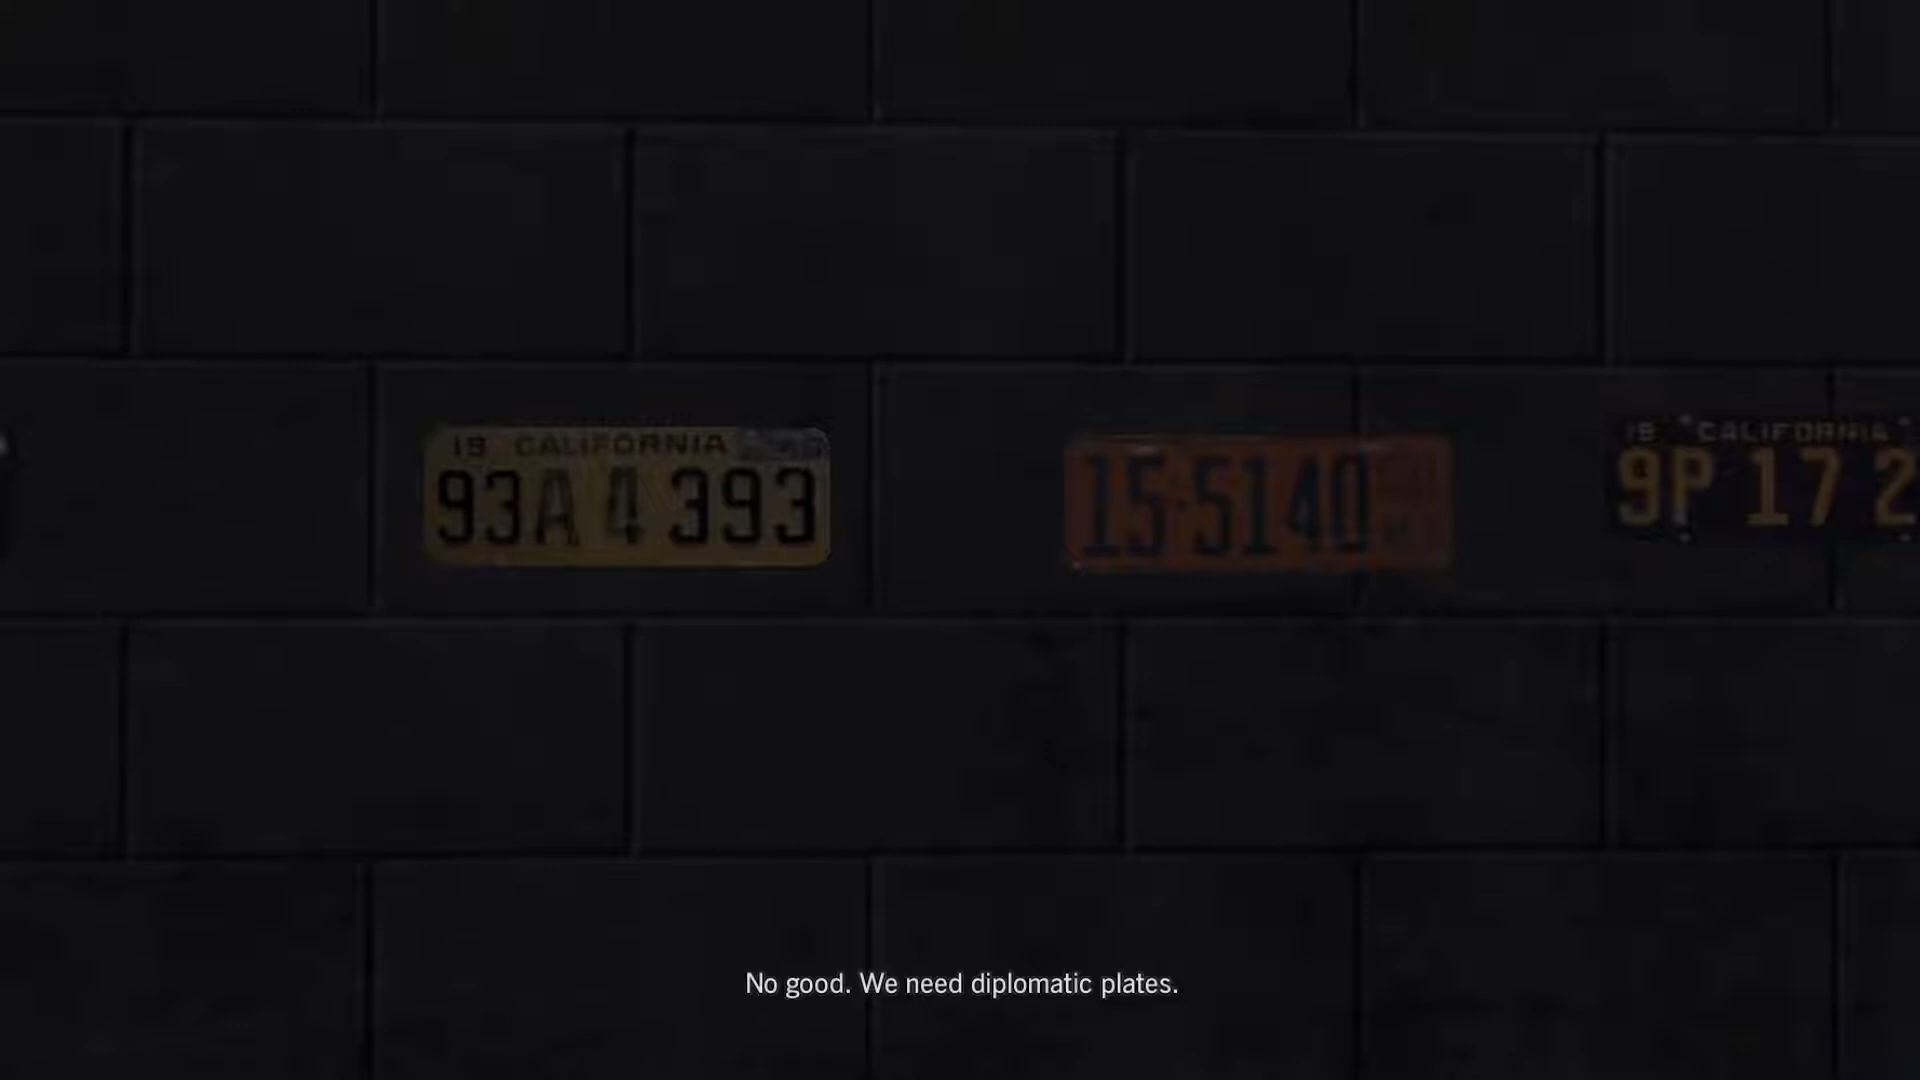 19 CALIFORNIA
93A 4 393
15·5140
19 CALIFORNIA
9P 17 2
No good. We need diplomatic plates.